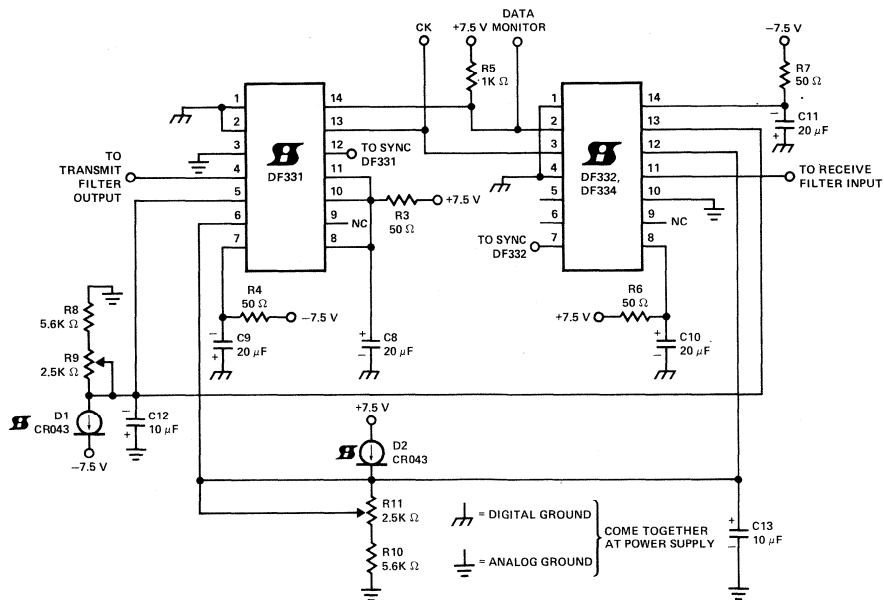 CK
+7.5 V
DATA
MONITOR
−7.5 V
R5
1K Ω
R7
50 Ω
C11
20 μF
−
+
1
2
3
4
5
6
7
14
13
12
11
10
9
8
DF331
TO SYNC
DF331
TO
TRANSMIT
FILTER
OUTPUT
NC
R3
50 Ω
+7.5 V
1
2
3
4
5
6
7
14
13
12
11
10
9
8
DF332,
DF334
TO RECEIVE
FILTER INPUT
NC
TO SYNC
DF332
R4
50 Ω
−7.5 V
−
+
C9
20 μF
+
−
C8
20 μF
R6
50 Ω
+7.5 V
+
−
C10
20 μF
R8
5.6K Ω
R9
2.5K Ω
D1
CR043
−7.5 V
−
+
C12
10 μF
+7.5 V
D2
CR043
R11
2.5K Ω
R10
5.6K Ω
= DIGITAL GROUND
= ANALOG GROUND
COME TOGETHER
AT POWER SUPPLY
+
−
C13
10 μF